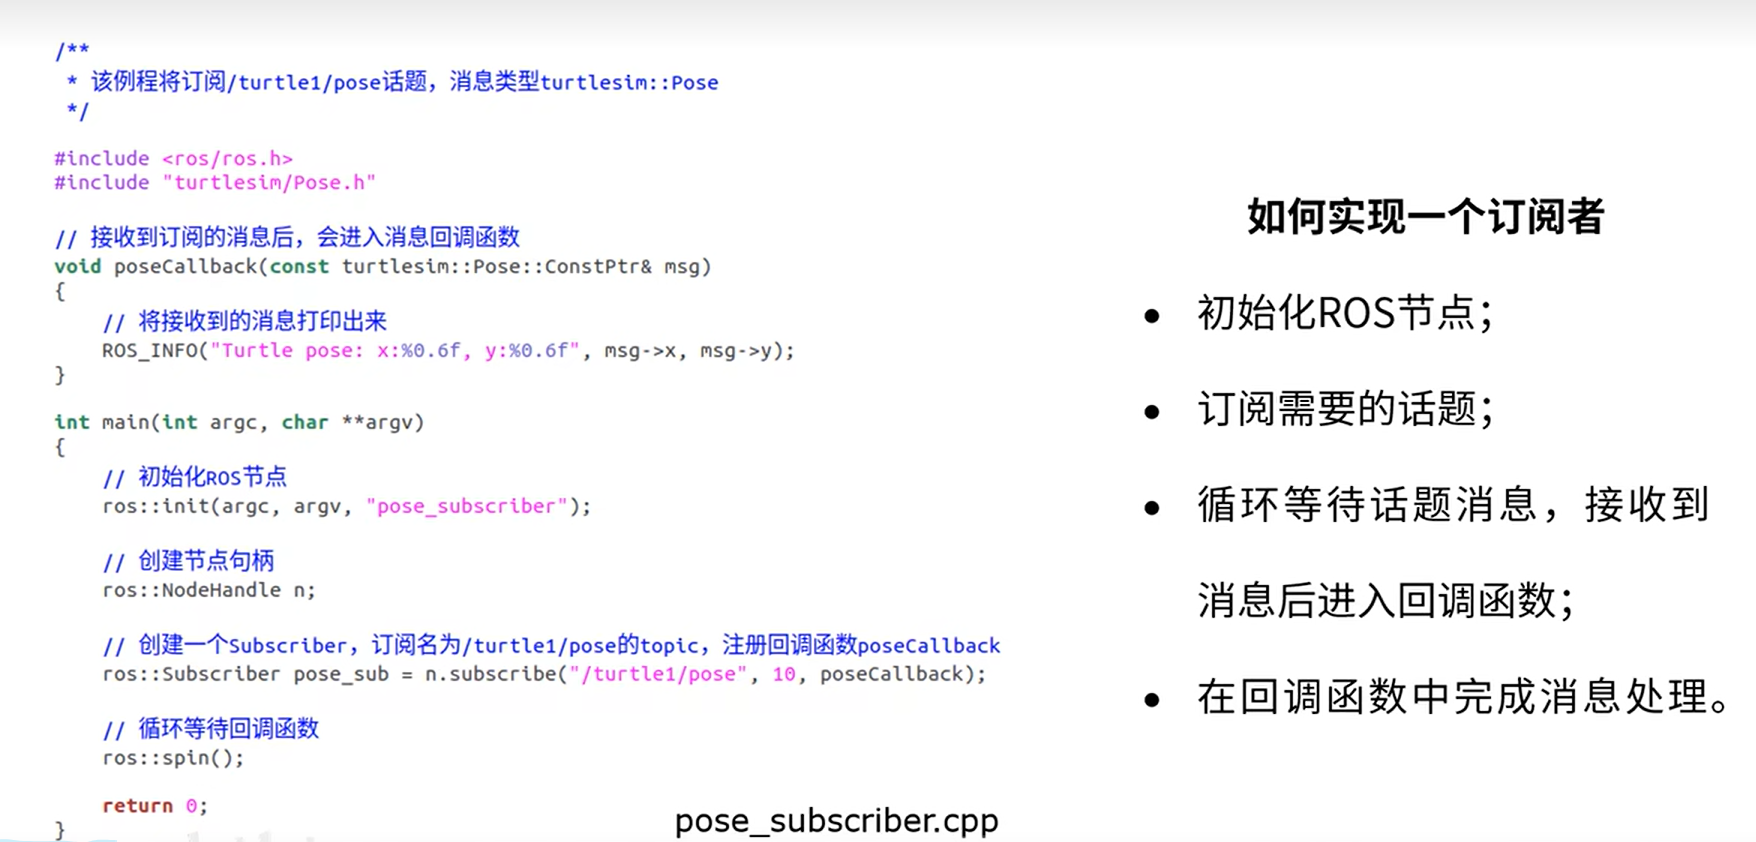 /**
 * 该例程将订阅/turtle1/pose话题，消息类型turtlesim::Pose
 */
#include <ros/ros.h>
#include "turtlesim/Pose.h"
// 接收到订阅的消息后，会进入消息回调函数
void poseCallback(const turtlesim::Pose::ConstPtr& msg)
{
    // 将接收到的消息打印出来
    ROS_INFO("Turtle pose: x:%0.6f, y:%0.6f", msg->x, msg->y);
}
int main(int argc, char **argv)
{
    // 初始化ROS节点
    ros::init(argc, argv, "pose_subscriber");
    // 创建节点句柄
    ros::NodeHandle n;
    // 创建一个Subscriber，订阅名为/turtle1/pose的topic，注册回调函数poseCallback
    ros::Subscriber pose_sub = n.subscribe("/turtle1/pose", 10, poseCallback);
    // 循环等待回调函数
    ros::spin();
    return 0;
}
pose_subscriber.cpp
如何实现一个订阅者
● 初始化ROS节点；
● 订阅需要的话题；
● 循环等待话题消息，接收到
消息后进入回调函数；
● 在回调函数中完成消息处理。